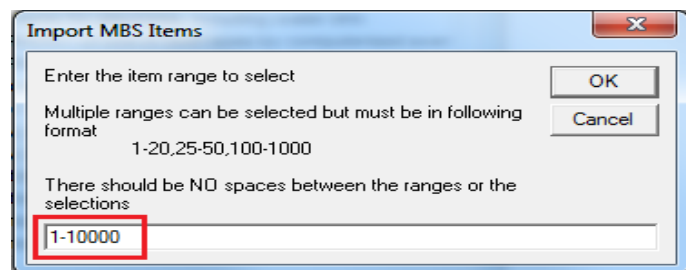 Import MBS Items
Enter the item range to select
OK
Multiple ranges can be selected but must be in following
format
Cancel
1-20,25-50,100-1000
There should be NO spaces between the ranges or the
selections
1-10000